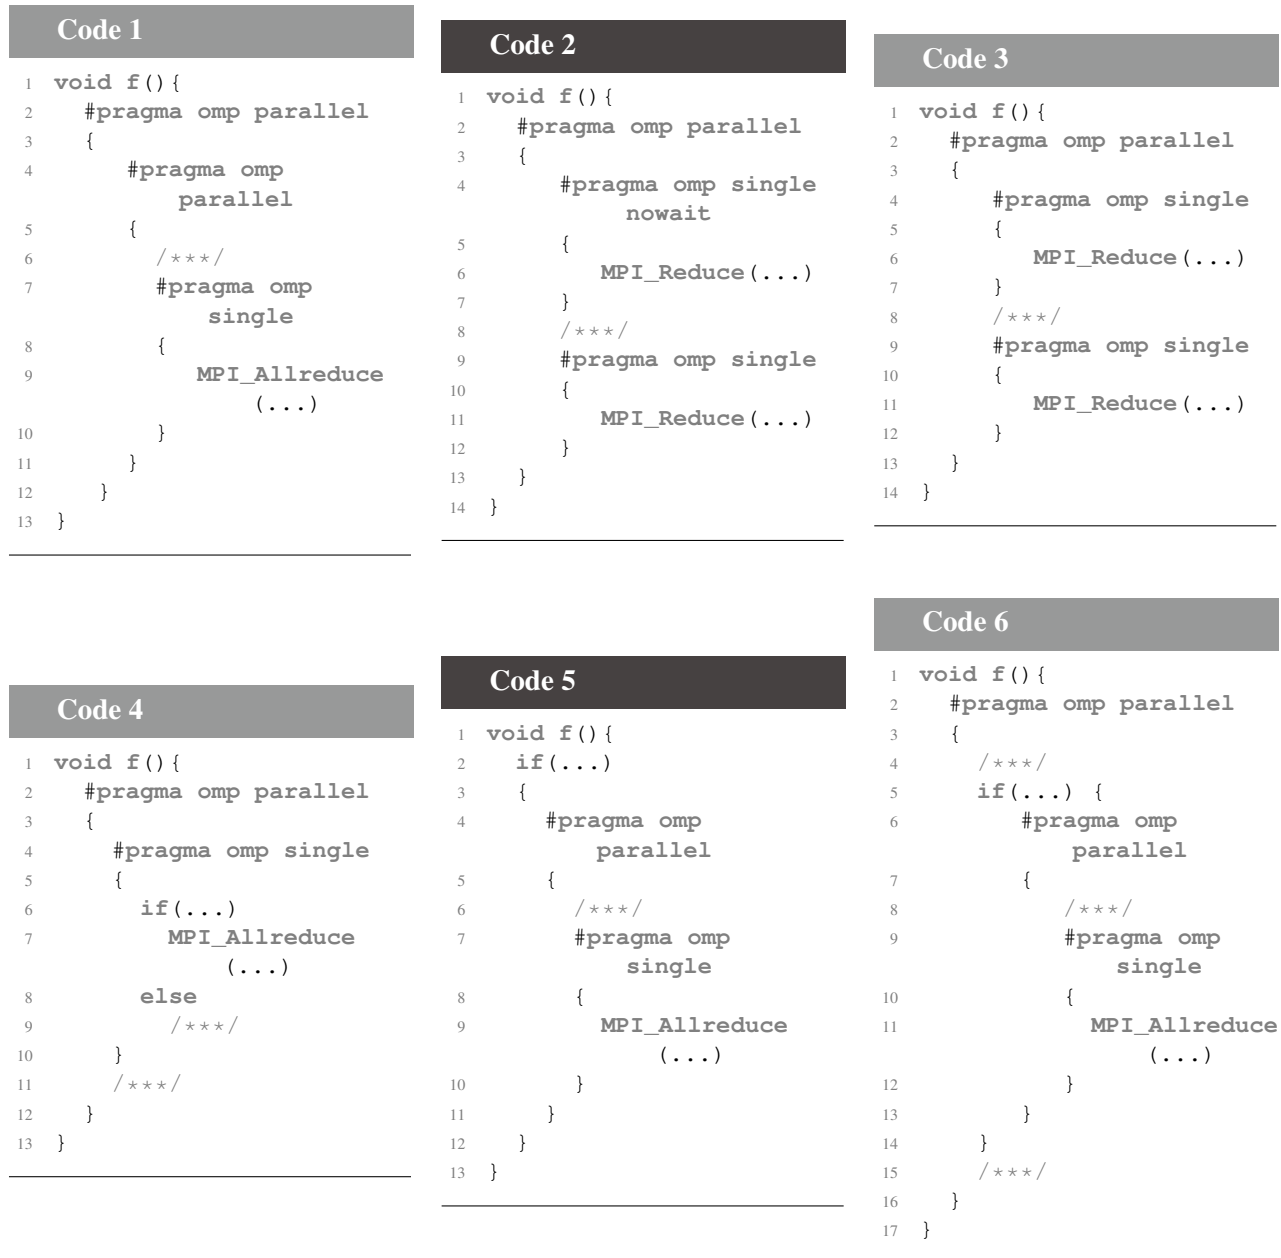 Code 1
1 void f(){
2 #pragma omp parallel
3 {
4 #pragma omp
parallel
5 {
6 /***/
7 #pragma omp
single
8 {
9 MPI_Allreduce
(...)
10 }
11 }
12 }
13 }
Code 2
1 void f(){
2 #pragma omp parallel
3 {
4 #pragma omp single
nowait
5 {
6 MPI_Reduce(...)
7 }
8 /***/
9 #pragma omp single
10 {
11 MPI_Reduce(...)
12 }
13 }
14 }
Code 3
1 void f(){
2 #pragma omp parallel
3 {
4 #pragma omp single
5 {
6 MPI_Reduce(...)
7 }
8 /***/
9 #pragma omp single
10 {
11 MPI_Reduce(...)
12 }
13 }
14 }
Code 4
1 void f(){
2 #pragma omp parallel
3 {
4 #pragma omp single
5 {
6 if(...)
7 MPI_Allreduce
(...)
8 else
9 /***/
10 }
11 /***/
12 }
13 }
Code 5
1 void f(){
2 if(...)
3 {
4 #pragma omp
parallel
5 {
6 /***/
7 #pragma omp
single
8 {
9 MPI_Allreduce
(...)
10 }
11 }
12 }
13 }
Code 6
1 void f(){
2 #pragma omp parallel
3 {
4 /***/
5 if(...) {
6 #pragma omp
parallel
7 {
8 /***/
9 #pragma omp
single
10 {
11 MPI_Allreduce
(...)
12 }
13 }
14 }
15 /***/
16 }
17 }